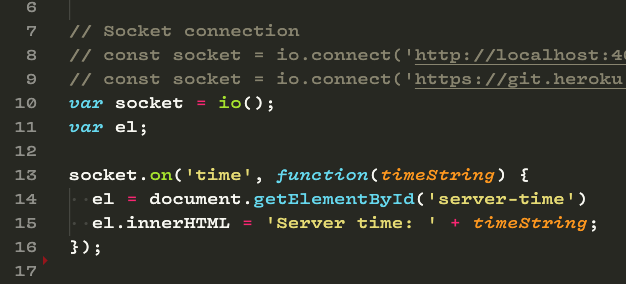 6
7 // Socket connection
8 // const socket = io.connect('http://localhost:4
9 // const socket = io.connect('https://git.heroku
10 var socket = io();
11 var el;
12
13 socket.on('time', function(timeString) {
14 el = document.getElementById('server-time')
15 el.innerHTML = 'Server time: ' + timeString;
16 });
17